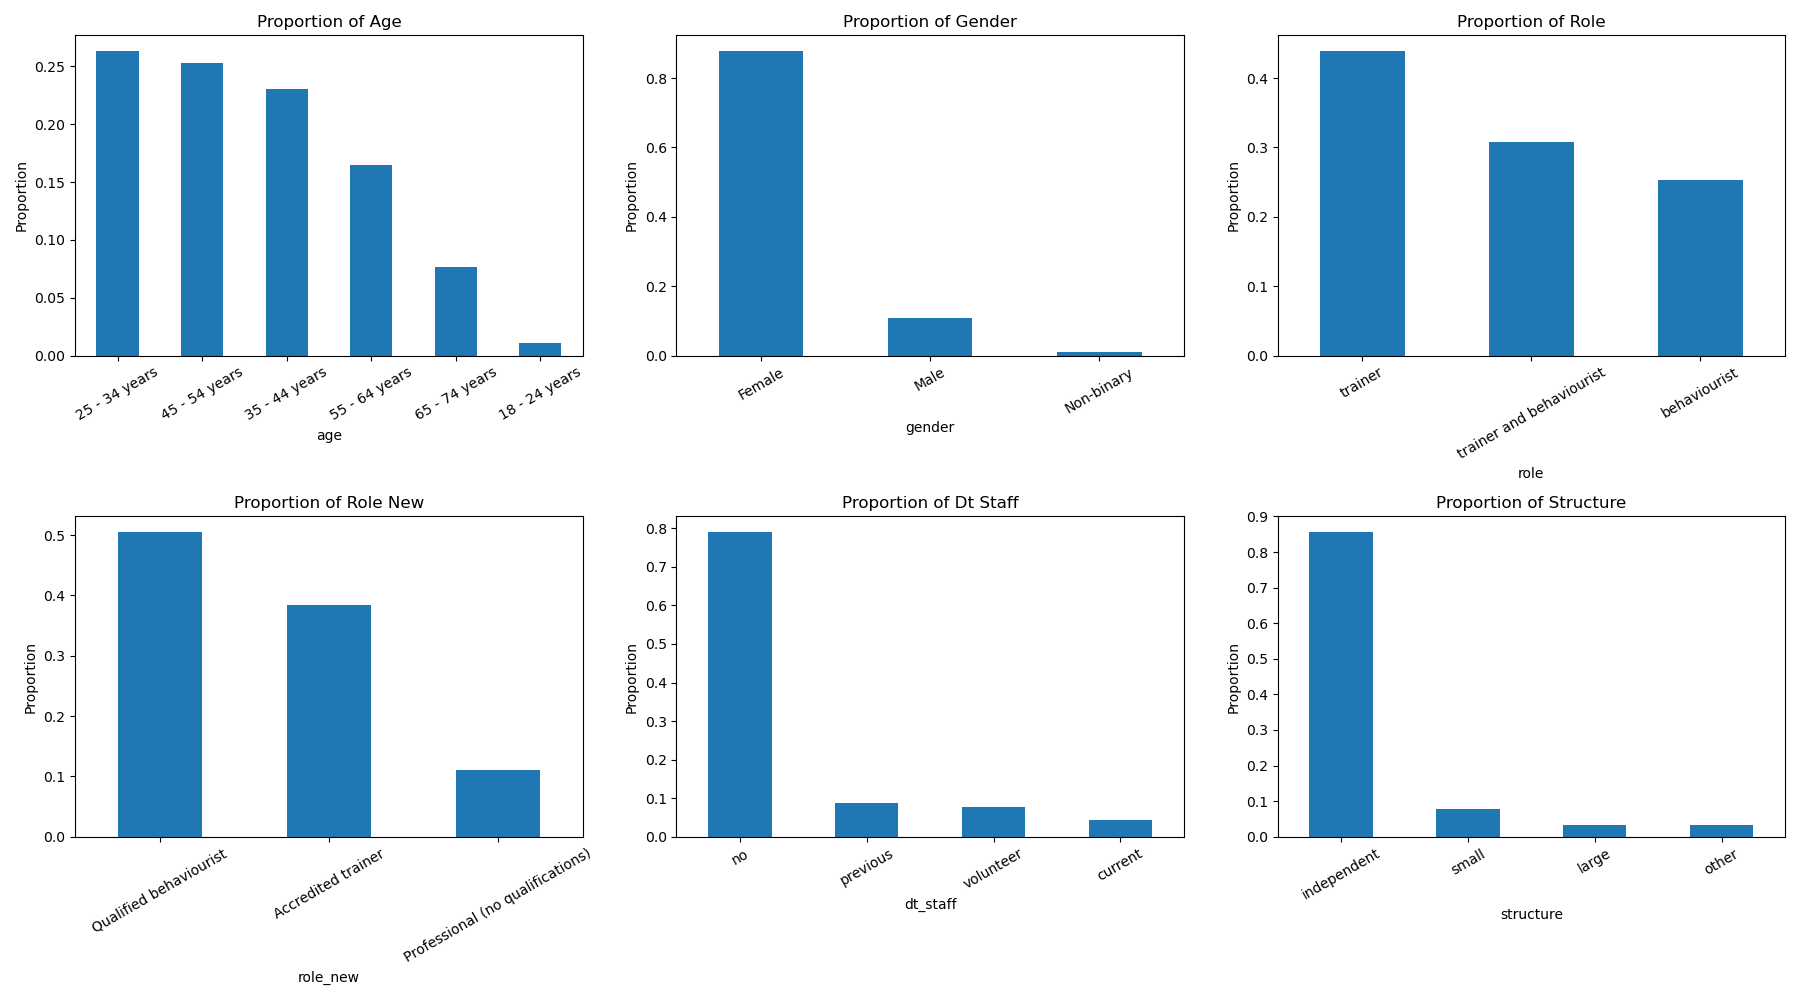 Proportion of Age
0.25
0.20
0.15
0.10
0.05
0.00
Proportion
25 - 34 years
45 - 54 years
35 - 44 years
55 - 64 years
65 - 74 years
18 - 24 years
age
Proportion of Gender
0.8
0.6
0.4
0.2
0.0
Proportion
Female
Male
Non-binary
gender
Proportion of Role
0.4
0.3
0.2
0.1
0.0
Proportion
trainer
trainer and behaviourist
behaviourist
role
Proportion of Role New
0.5
0.4
0.3
0.2
0.1
0.0
Proportion
Qualified behaviourist
Accredited trainer
Professional (no qualifications)
role_new
Proportion of Dt Staff
0.8
0.7
0.6
0.5
0.4
0.3
0.2
0.1
0.0
Proportion
no
previous
volunteer
current
dt_staff
Proportion of Structure
0.9
0.8
0.7
0.6
0.5
0.4
0.3
0.2
0.1
0.0
Proportion
independent
small
large
other
structure